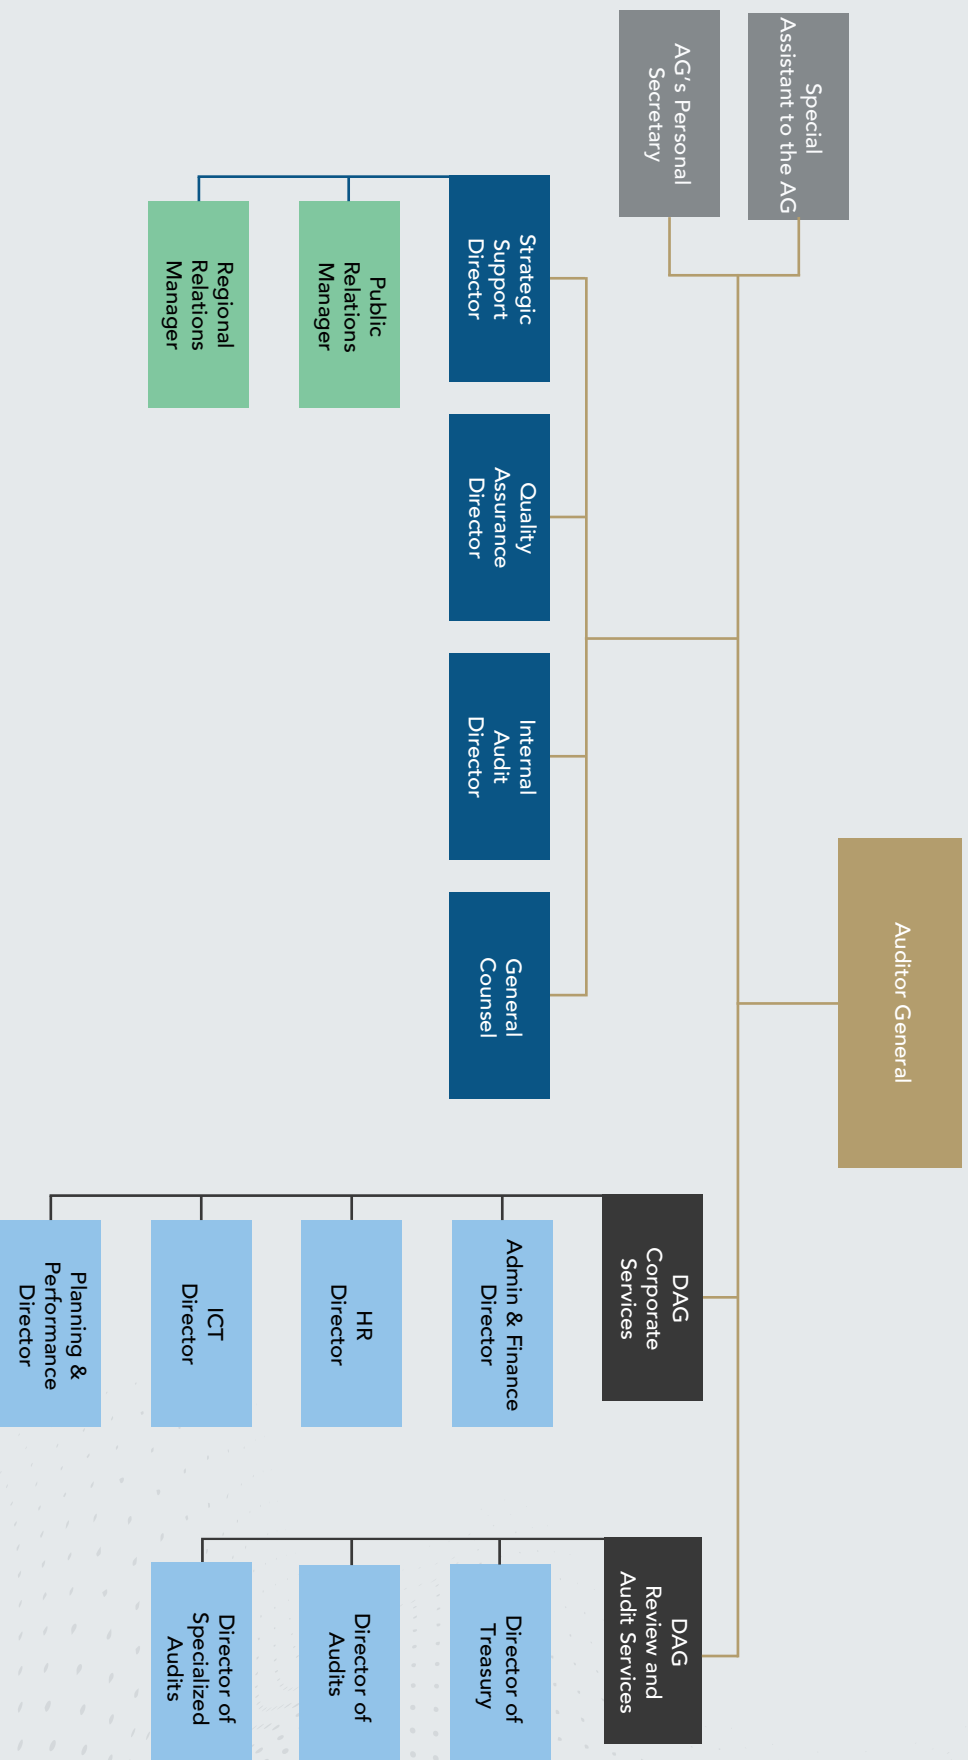 Auditor General
Special
Assistant to the AG
AG's Personal
Secretary
Strategic
Support
Director
Public
Relations
Manager
Regional
Relations
Manager
Quality
Assurance
Director
Internal
Audit
Director
General
Counsel
DAG
Corporate
Services
Admin & Finance
Director
HR
Director
ICT
Director
Planning &
Performance
Director
DAG
Review and
Audit Services
Director of
Treasury
Director of
Audits
Director of
Specialized
Audits